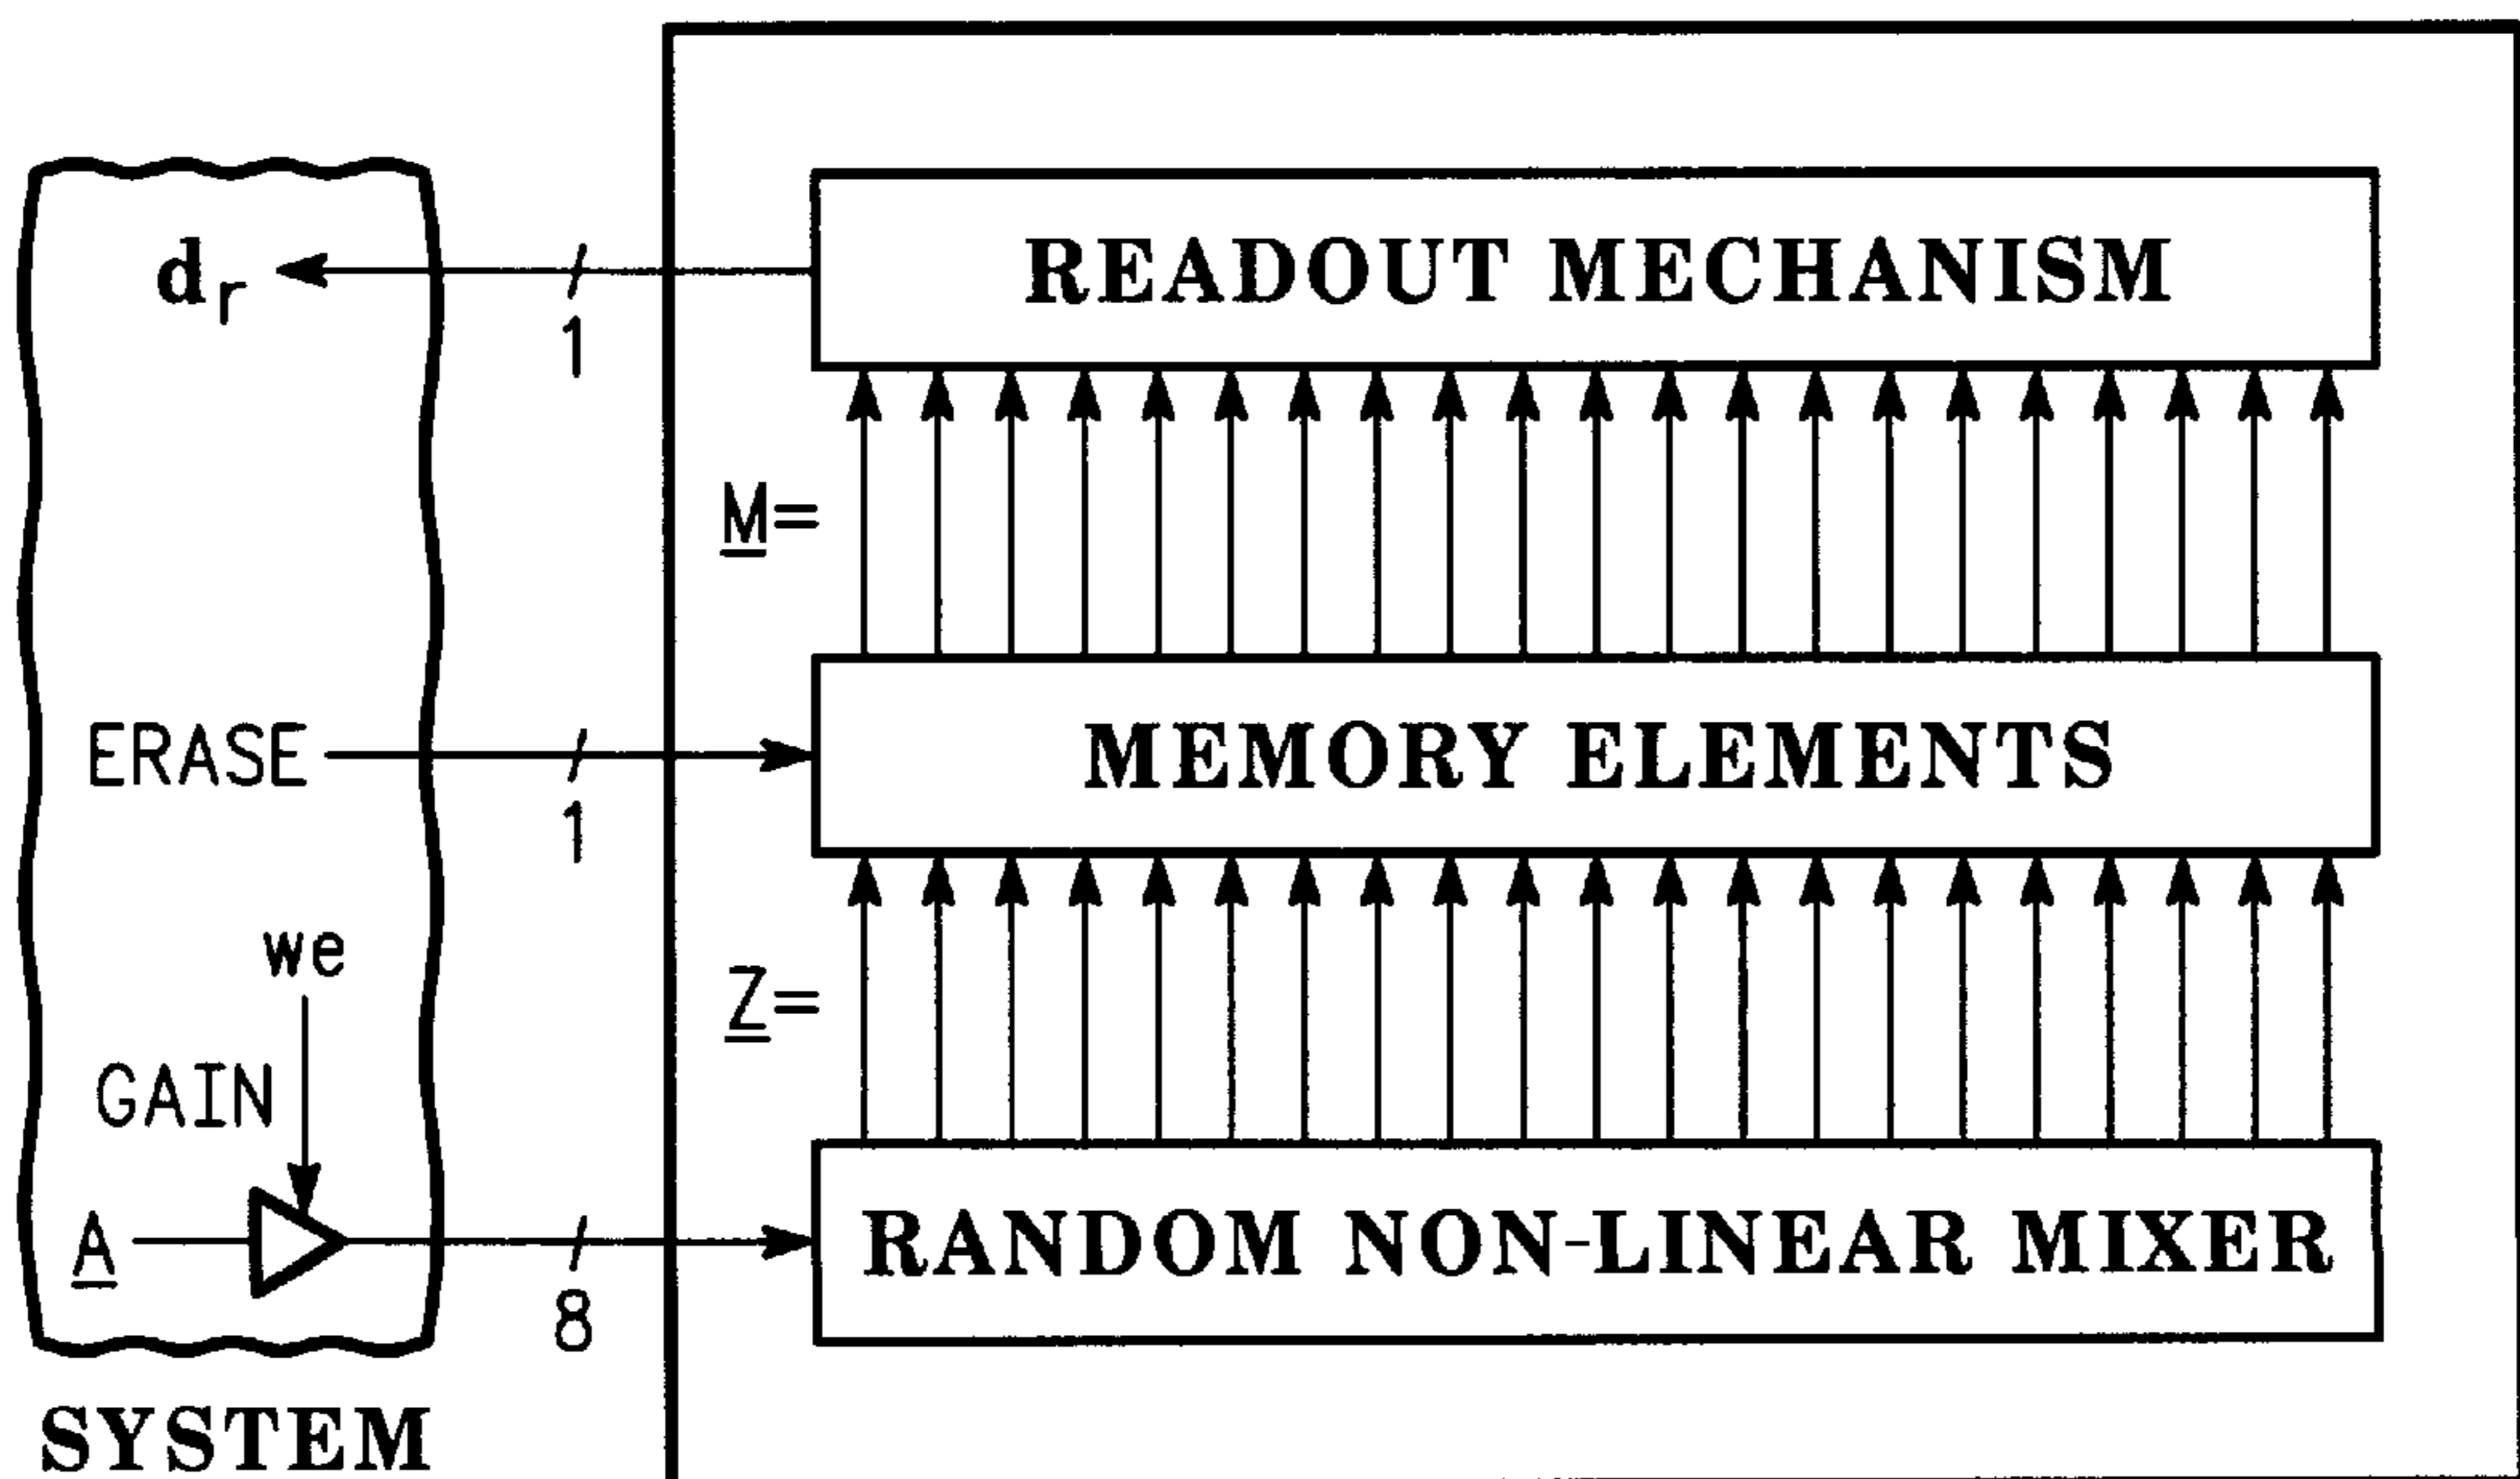 READOUT MECHANISM
dr
1
M=
ERASE
1
MEMORY ELEMENTS
we
Z=
GAIN
A
8
RANDOM NON-LINEAR MIXER
SYSTEM